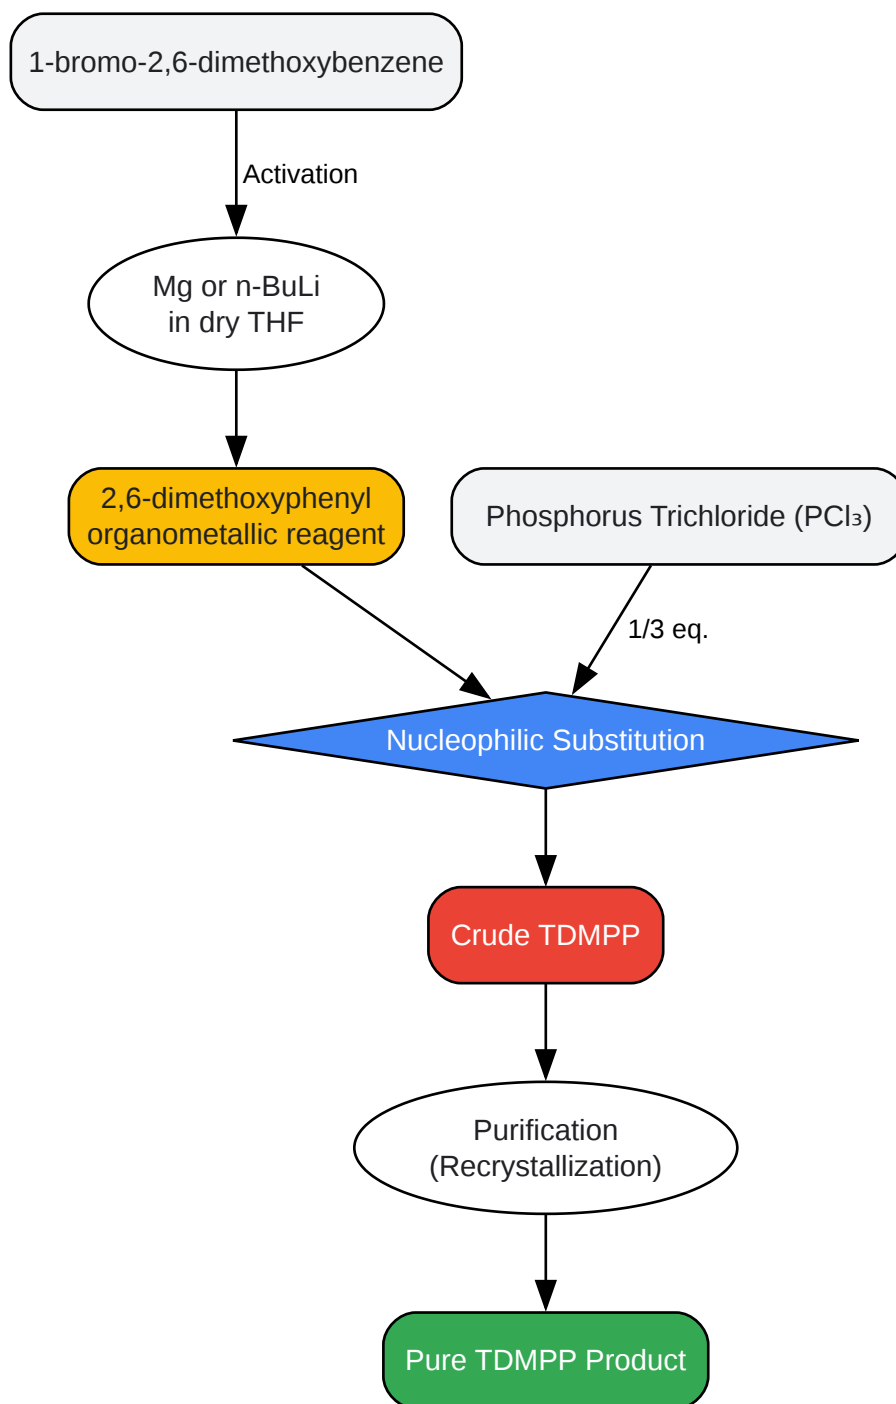 1-bromo-2,6-dimethoxybenzene
Activation
Mg or n-BuLi
in dry THF
2,6-dimethoxyphenyl
organometallic reagent
Phosphorus Trichloride (PCl₃)
1/3 eq.
Nucleophilic Substitution
Crude TDMPP
Purification
(Recrystallization)
Pure TDMPP Product